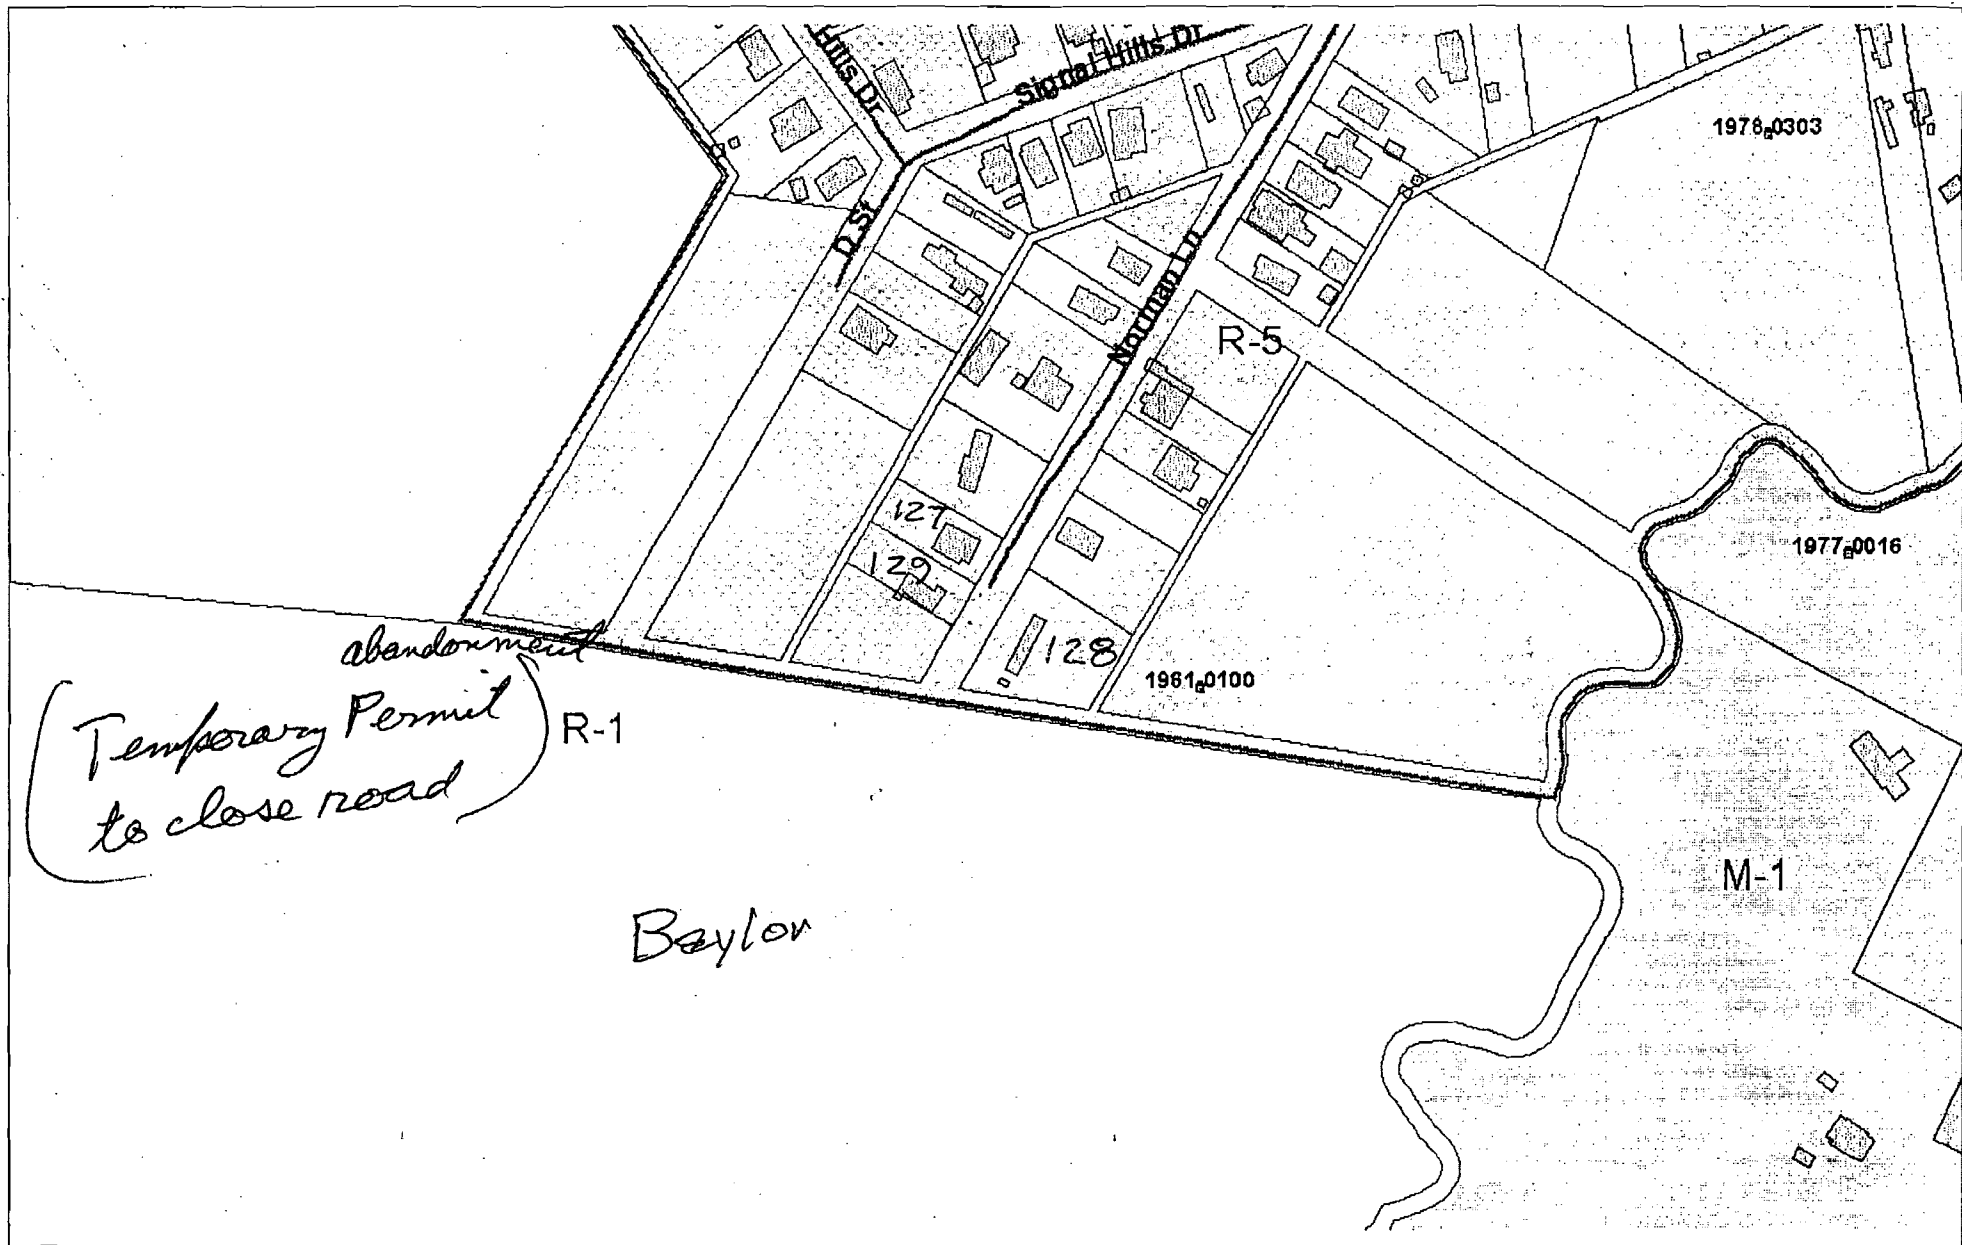 Hills Dr
Signal Hills Dr
1978-0303
D St
Norman Ln
R-5
127
1977-0016
129
abandonment
128
1961-0100
(Temporary Permit
to close road)
R-1
M-1
Baylor